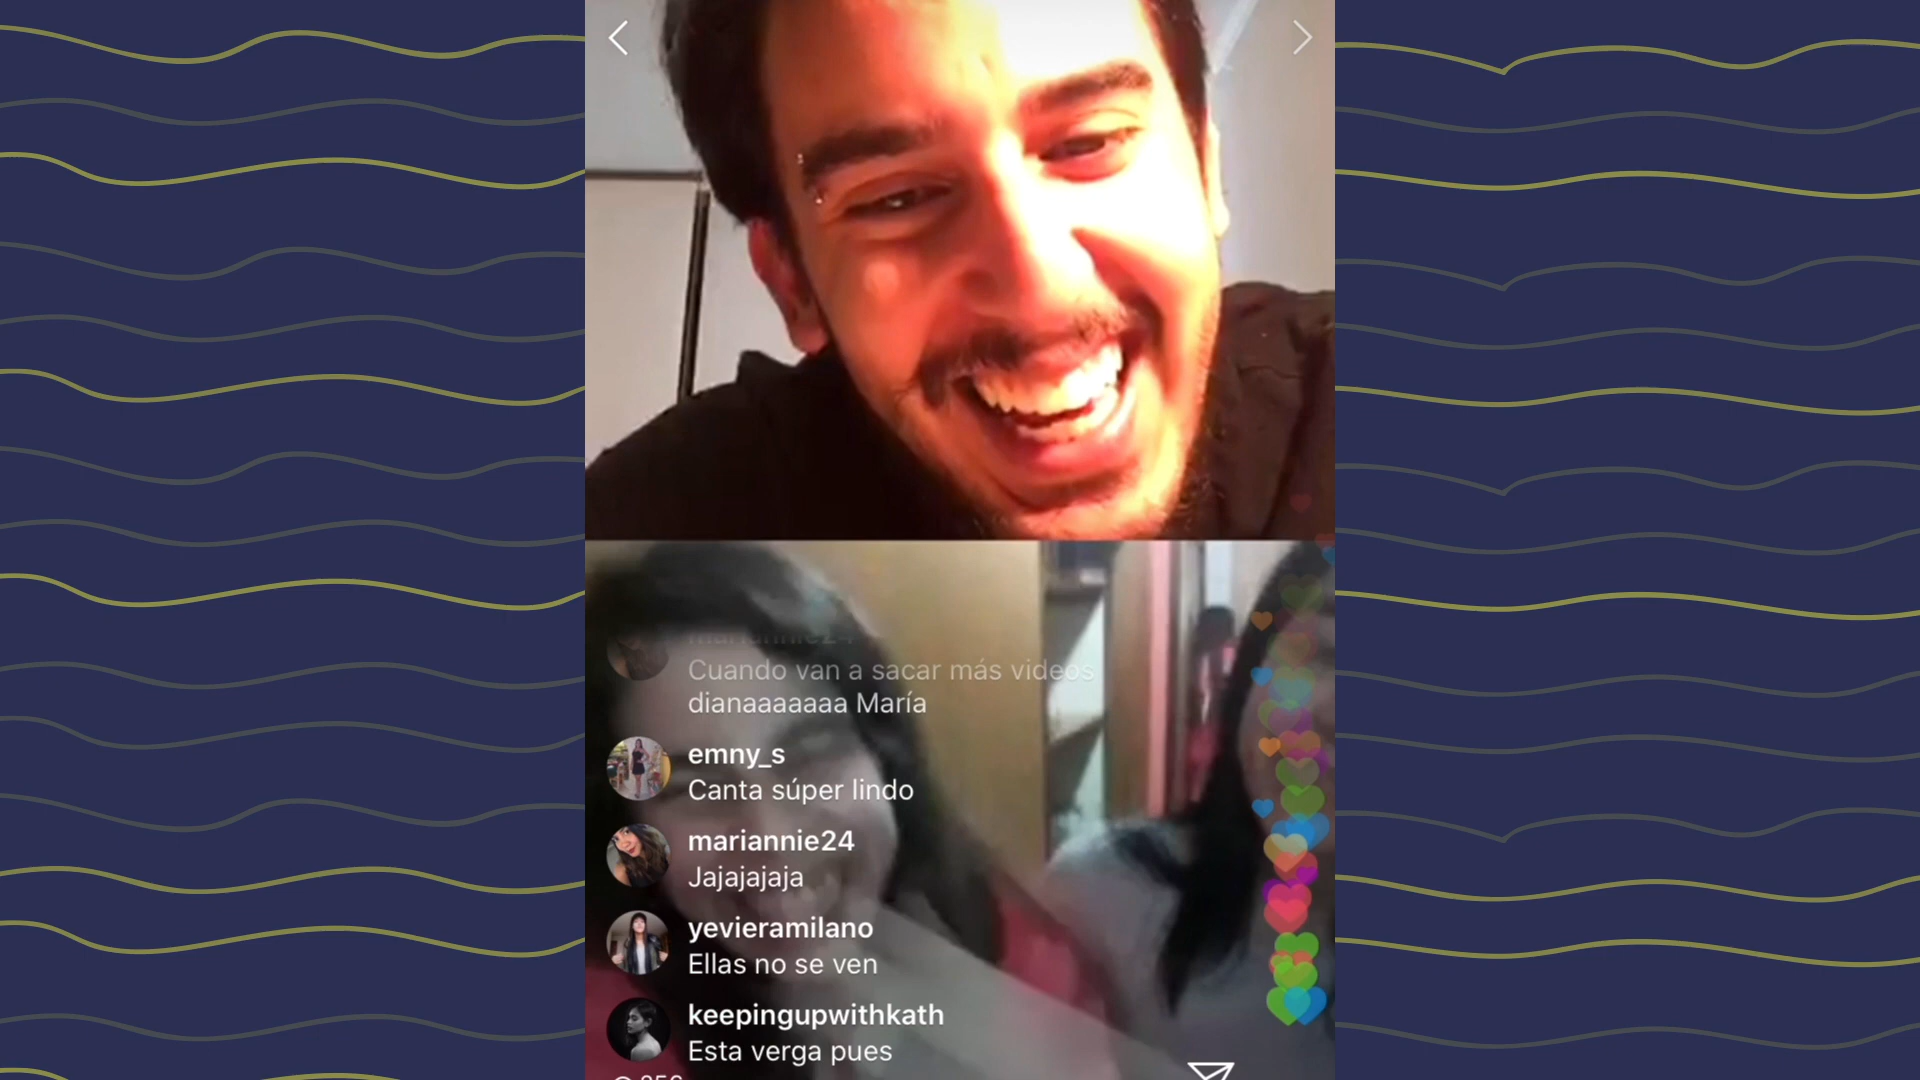 mariannie24
Cuando van a sacar más videos
dianaaaaaaa María
emny_s
Canta súper lindo
mariannie24
Jajajajaja
yevieramilano
Ellas no se ven
keepingupwithkath
Esta verga pues